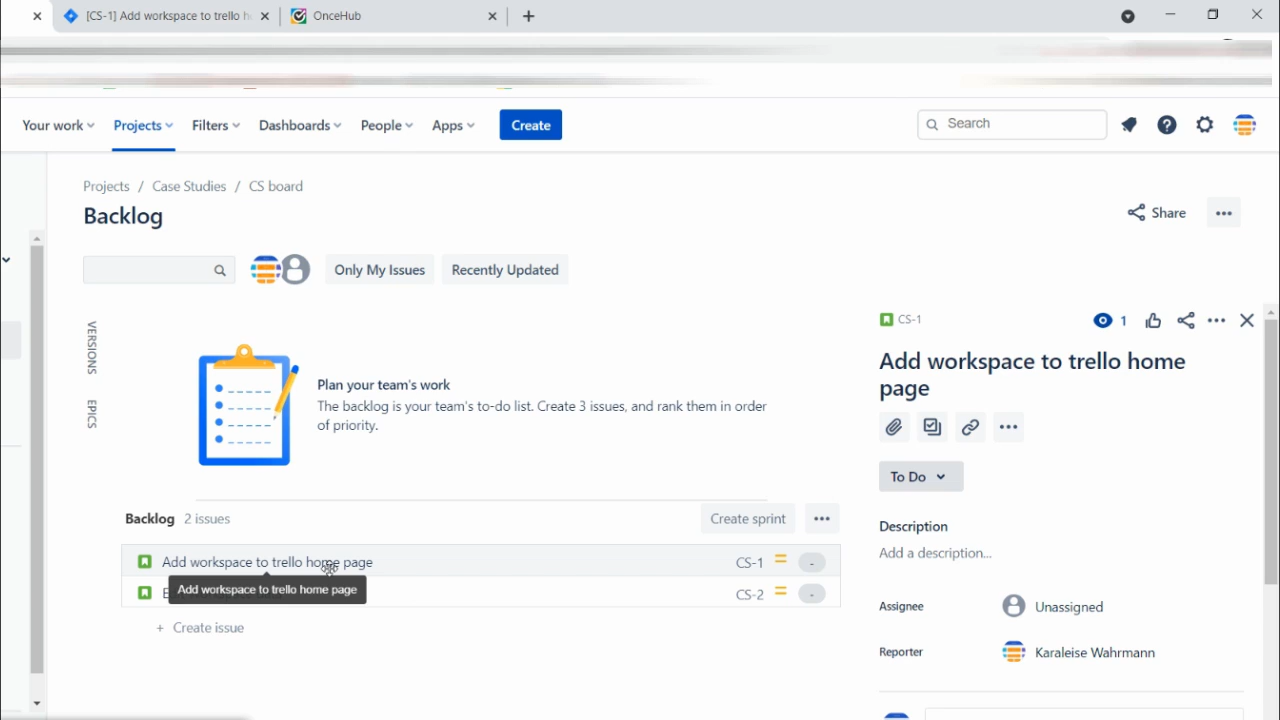 [CS-1] Add workspace to trello h
OnceHub
Your work
Projects
Filters
Dashboards
People
Apps
Create
Search
Projects / Case Studies / CS board
Backlog
Share
Only My Issues
Recently Updated
VERSIONS
EPICS
Plan your team's work
The backlog is your team's to-do list. Create 3 issues, and rank them in order
of priority.
Backlog 2 issues
Create sprint
Add workspace to trello home page
CS-1
-
Add workspace to trello home page
CS-2
-
+ Create issue
CS-1
1
Add workspace to trello home
page
To Do
Description
Add a description...
Assignee
Unassigned
Reporter
Karaleise Wahrmann